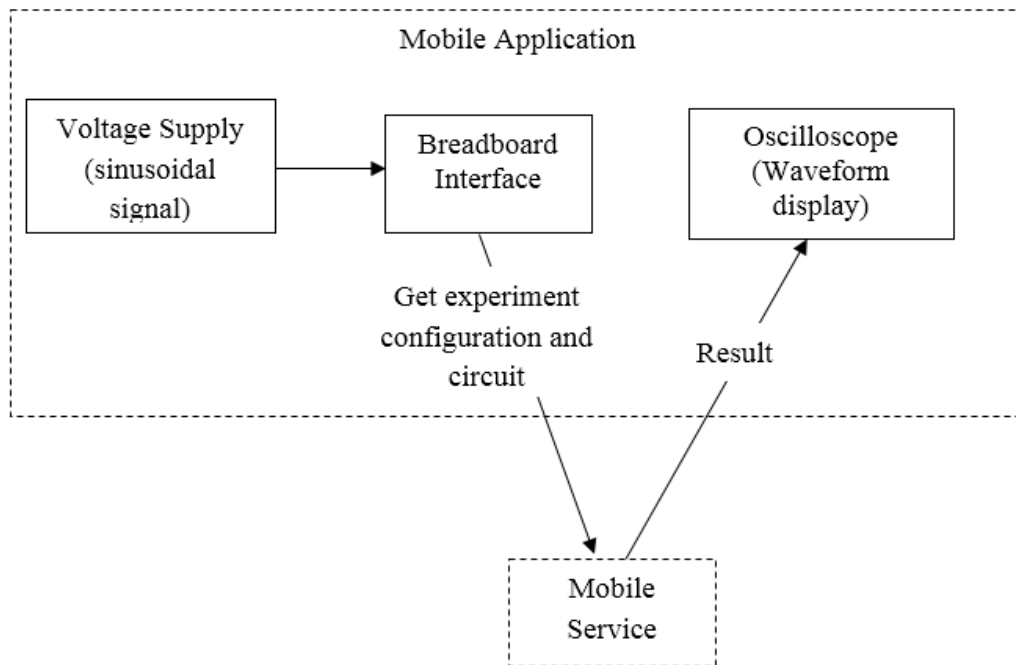 Mobile Application
Voltage Supply
(sinusoidal
signal)
Breadboard
Interface
Oscilloscope
(Waveform
display)
Get experiment
configuration and
circuit
Result
Mobile
Service